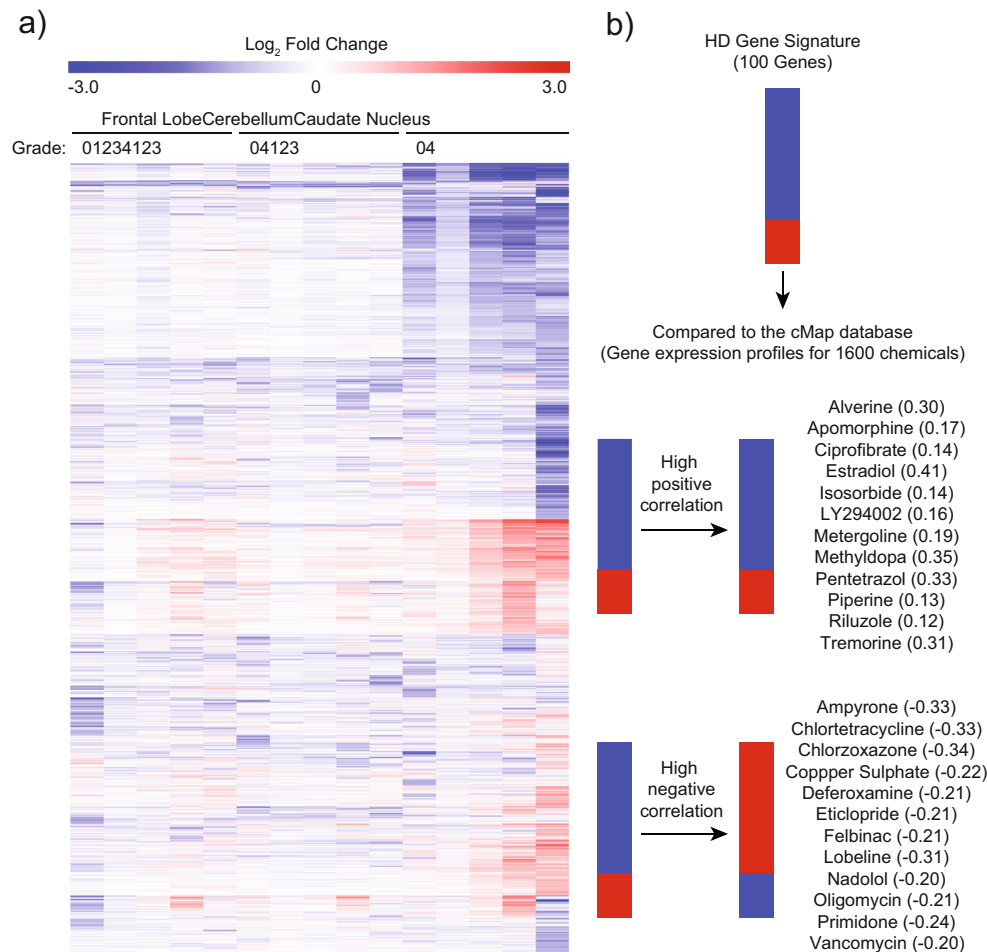 a)
Log2 Fold Change
-3.0 0 3.0
Frontal LobeCerebellumCaudate Nucleus
Grade: 01234123 04123 04
b)
HD Gene Signature
(100 Genes)
Compared to the cMap database
(Gene expression profiles for 1600 chemicals)
High
positive
correlation
Alverine (0.30)
Apomorphine (0.17)
Ciprofibrate (0.14)
Estradiol (0.41)
Isosorbide (0.14)
LY294002 (0.16)
Metergoline (0.19)
Methyldopa (0.35)
Pentetrazol (0.33)
Piperine (0.13)
Riluzole (0.12)
Tremorine (0.31)
High
negative
correlation
Ampyrone (-0.33)
Chlortetracycline (-0.33)
Chlorzoxazone (-0.34)
Coppper Sulphate (-0.22)
Deferoxamine (-0.21)
Eticlopride (-0.21)
Felbinac (-0.21)
Lobeline (-0.31)
Nadolol (-0.20)
Oligomycin (-0.21)
Primidone (-0.24)
Vancomycin (-0.20)